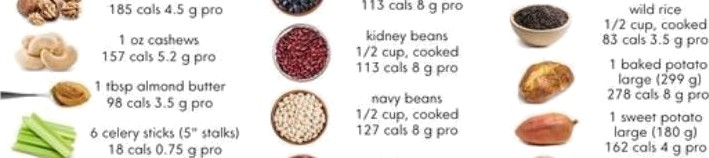 185 cals 4.5 g pro
1 oz cashews
157 cals 5.2 g pro
1 tbsp almond butter
98 cals 3.5 g pro
6 celery sticks (5" stalks)
18 cals 0.75 g pro
113 cals 8 g pro
kidney beans
1/2 cup, cooked
113 cals 8 g pro
navy beans
1/2 cup, cooked
127 cals 8 g pro
wild rice
1/2 cup, cooked
83 cals 3.5 g pro
1 baked potato
large (299 g)
278 cals 8 g pro
1 sweet potato
large (180 g)
162 cals 4 g pro